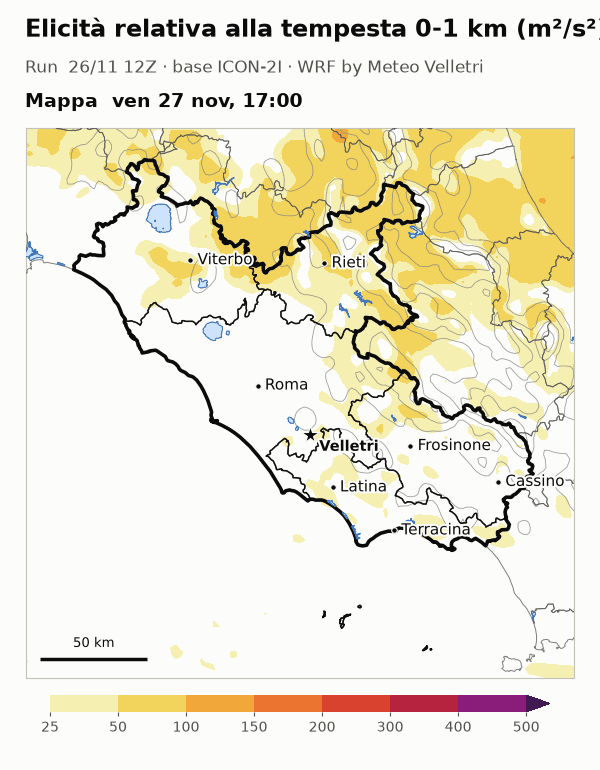 Elicità relativa alla tempesta 0-1 km (m²/s²)
Run 26/11 12Z · base ICON-2I · WRF by Meteo Velletri
Mappa ven 27 nov, 17:00
Viterbo
Rieti
Roma
Velletri
Frosinone
Cassino
Latina
Terracina
50 km
25 50 100 150 200 300 400 500